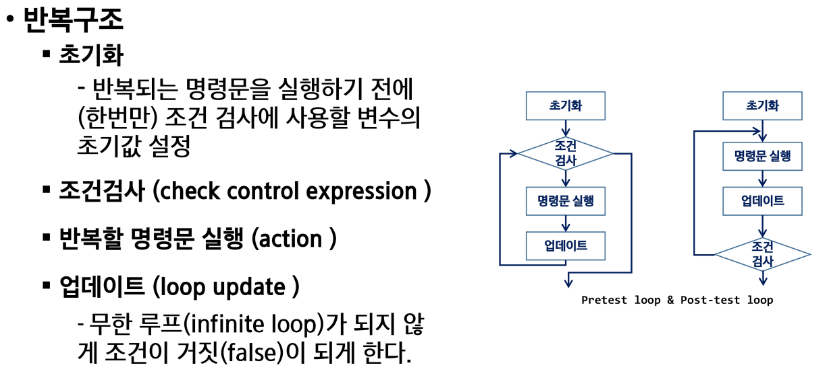 • 반복구조
▪ 초기화
- 반복되는 명령문을 실행하기 전에
(한번만) 조건 검사에 사용할 변수의
초기값 설정
▪ 조건검사 (check control expression )
▪ 반복할 명령문 실행 (action )
▪ 업데이트 (loop update )
- 무한 루프(infinite loop)가 되지 않
게 조건이 거짓(false)이 되게 한다.
초기화
조건
검사
명령문 실행
업데이트
초기화
명령문 실행
업데이트
조건
검사
Pretest loop & Post-test loop